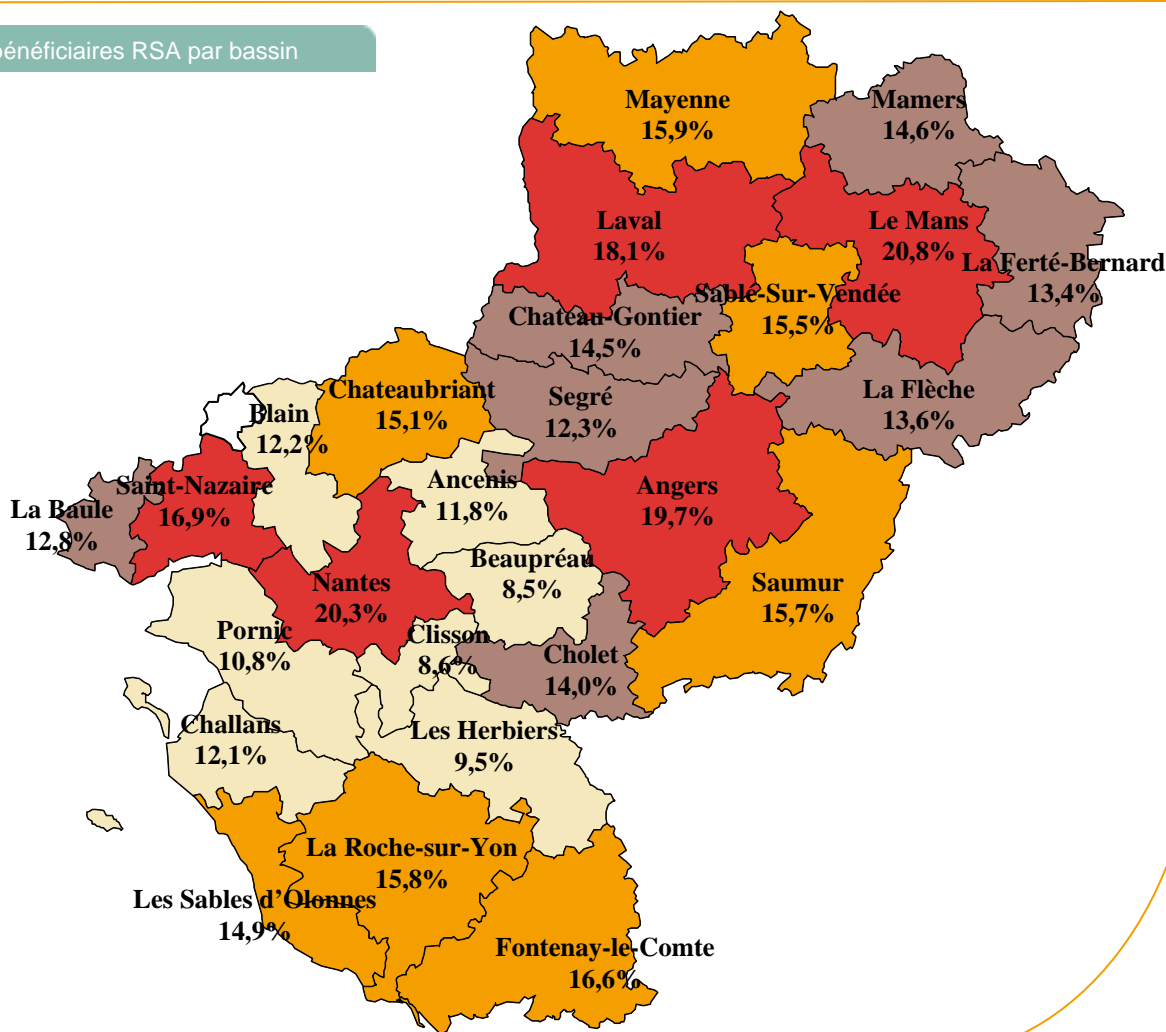 bénéficiaires RSA par bassin
Mayenne
15,9%
Mamers
14,6%
Laval
18,1%
Le Mans
20,8%
La Ferté-Bernard
13,4%
Sablé-Sur-Vendée
15,5%
Chateau-Gontier
14,5%
Chateaubriant
15,1%
Segré
12,3%
La Flèche
13,6%
Blain
12,2%
Ancenis
11,8%
Angers
19,7%
Saint-Nazaire
16,9%
La Baule
12,8%
Beaupréau
8,5%
Nantes
20,3%
Saumur
15,7%
Pornic
10,8%
Clisson
8,6%
Cholet
14,0%
Challans
12,1%
Les Herbiers
9,5%
La Roche-sur-Yon
15,8%
Les Sables d'Olonnes
14,9%
Fontenay-le-Comte
16,6%